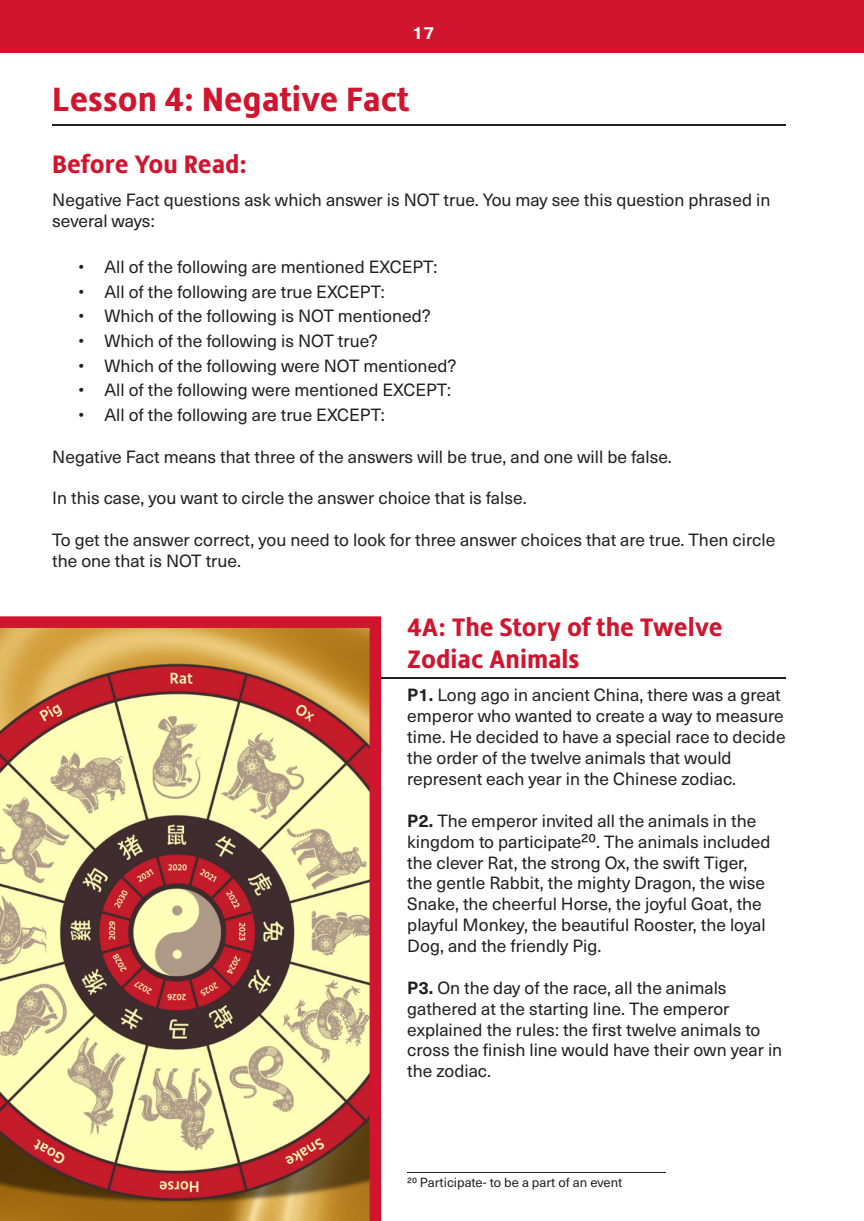 17
Lesson 4: Negative Fact
Before You Read:
Negative Fact questions ask which answer is NOT true. You may see this question phrased in
several ways:
• All of the following are mentioned EXCEPT:
• All of the following are true EXCEPT:
• Which of the following is NOT mentioned?
• Which of the following is NOT true?
• Which of the following were NOT mentioned?
• All of the following were mentioned EXCEPT:
• All of the following are true EXCEPT:
Negative Fact means that three of the answers will be true, and one will be false.
In this case, you want to circle the answer choice that is false.
To get the answer correct, you need to look for three answer choices that are true. Then circle
the one that is NOT true.
4A: The Story of the Twelve
Zodiac Animals
P1. Long ago in ancient China, there was a great
emperor who wanted to create a way to measure
time. He decided to have a special race to decide
the order of the twelve animals that would
represent each year in the Chinese zodiac.
P2. The emperor invited all the animals in the
kingdom to participate²⁰. The animals included
the clever Rat, the strong Ox, the swift Tiger,
the gentle Rabbit, the mighty Dragon, the wise
Snake, the cheerful Horse, the joyful Goat, the
playful Monkey, the beautiful Rooster, the loyal
Dog, and the friendly Pig.
P3. On the day of the race, all the animals
gathered at the starting line. The emperor
explained the rules: the first twelve animals to
cross the finish line would have their own year in
the zodiac.
²⁰ Participate- to be a part of an event
Rat
Ox
Snake
Horse
Goat
Pig
鼠
牛
虎
兔
龙
蛇
马
羊
猴
雞
狗
猪
2020
2021
2022
2023
2024
2025
2026
2027
2028
2029
2030
2031